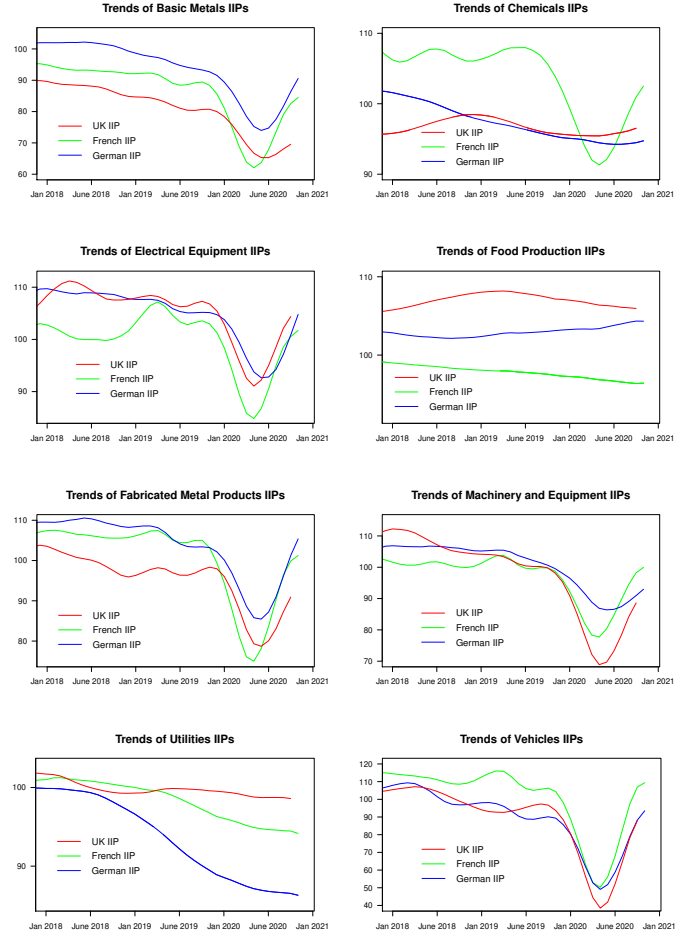 Trends of Basic Metals IIPs
100
90
80
70
60
UK IIP
French IIP
German IIP
Jan 2018 June 2018 Jan 2019 June 2019 Jan 2020 June 2020 Jan 2021
Trends of Chemicals IIPs
110
100
90
UK IIP
French IIP
German IIP
Jan 2018 June 2018 Jan 2019 June 2019 Jan 2020 June 2020 Jan 2021
Trends of Electrical Equipment IIPs
110
100
90
UK IIP
French IIP
German IIP
Jan 2018 June 2018 Jan 2019 June 2019 Jan 2020 June 2020 Jan 2021
Trends of Food Production IIPs
110
100
UK IIP
French IIP
German IIP
Jan 2018 June 2018 Jan 2019 June 2019 Jan 2020 June 2020 Jan 2021
Trends of Fabricated Metal Products IIPs
110
100
90
80
UK IIP
French IIP
German IIP
Jan 2018 June 2018 Jan 2019 June 2019 Jan 2020 June 2020 Jan 2021
Trends of Machinery and Equipment IIPs
110
100
90
80
70
UK IIP
French IIP
German IIP
Jan 2018 June 2018 Jan 2019 June 2019 Jan 2020 June 2020 Jan 2021
Trends of Utilities IIPs
100
90
UK IIP
French IIP
German IIP
Jan 2018 June 2018 Jan 2019 June 2019 Jan 2020 June 2020 Jan 2021
Trends of Vehicles IIPs
120
110
100
90
80
70
60
50
40
UK IIP
French IIP
German IIP
Jan 2018 June 2018 Jan 2019 June 2019 Jan 2020 June 2020 Jan 2021